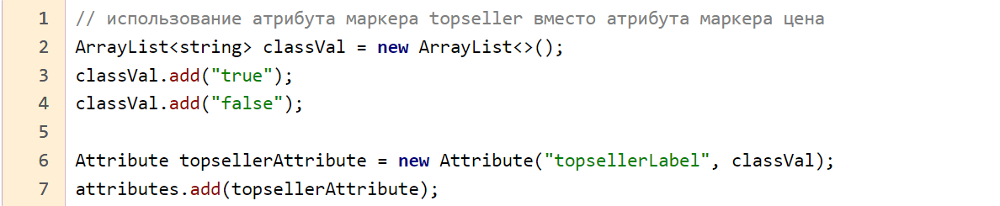 1 // использование атрибута маркера topseller вместо атрибута маркера цена
2 ArrayList<string> classVal = new ArrayList<>();
3 classVal.add("true");
4 classVal.add("false");
5
6 Attribute topsellerAttribute = new Attribute("topsellerLabel", classVal);
7 attributes.add(topsellerAttribute);